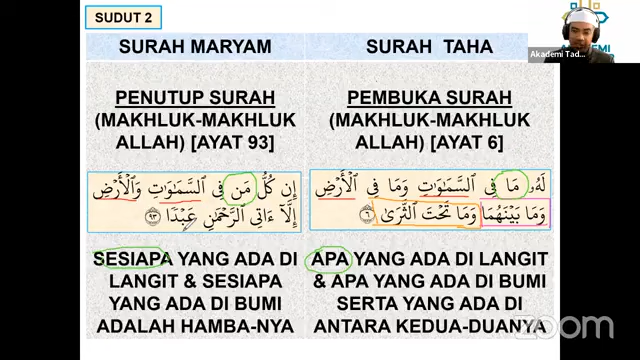 SUDUT 2
SURAH MARYAM
SURAH TAHA
PENUTUP SURAH
(MAKHLUK-MAKHLUK
ALLAH) [AYAT 93]
إِن كُلُّ مَن فِى ٱلسَّمَـٰوَٰتِ وَٱلْأَرْضِ
إِلَّآ ءَاتِى ٱلرَّحْمَـٰنِ عَبْدًا ٩٣
SESIAPA YANG ADA DI
LANGIT & SESIAPA
YANG ADA DI BUMI
ADALAH HAMBA-NYA
PEMBUKA SURAH
(MAKHLUK-MAKHLUK
ALLAH) [AYAT 6]
لَهُۥ مَا فِى ٱلسَّمَـٰوَٰتِ وَمَا فِى ٱلْأَرْضِ
وَمَا بَيْنَهُمَا وَمَا تَحْتَ ٱلثَّرَىٰ ٦
APA YANG ADA DI LANGIT
& APA YANG ADA DI BUMI
SERTA YANG ADA DI
ANTARA KEDUA-DUANYA
Akademi Tad...
zoom